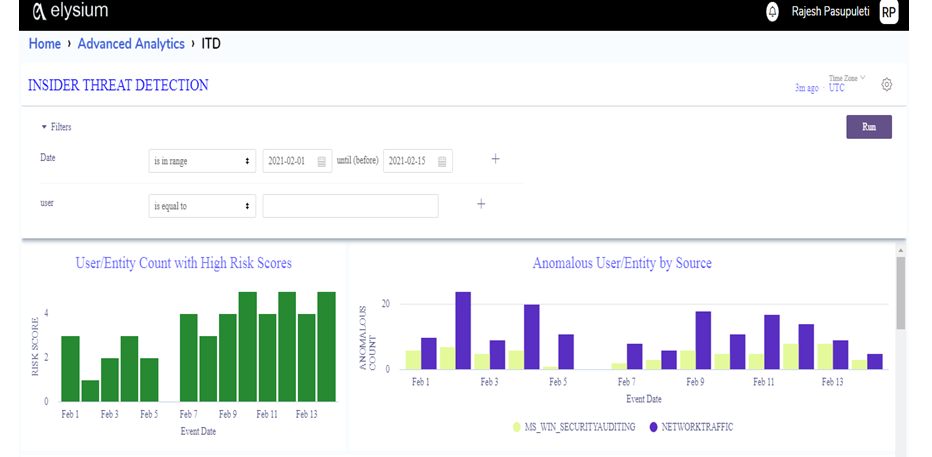 elysium
Rajesh Pasupuleti RP
Home › Advanced Analytics › ITD
INSIDER THREAT DETECTION
Time Zone
3m ago · UTC
Filters
Run
Date is in range 2021-02-01 until (before) 2021-02-15 +
user is equal to +
User/Entity Count with High Risk Scores
RISK SCORE
4
2
0
Feb 1 Feb 3 Feb 5 Feb 7 Feb 9 Feb 11 Feb 13
Event Date
Anomalous User/Entity by Source
ANOMALOUS
COUNT
20
0
Feb 1 Feb 3 Feb 5 Feb 7 Feb 9 Feb 11 Feb 13
Event Date
MS_WIN_SECURITYAUDITING NETWORKTRAFFIC